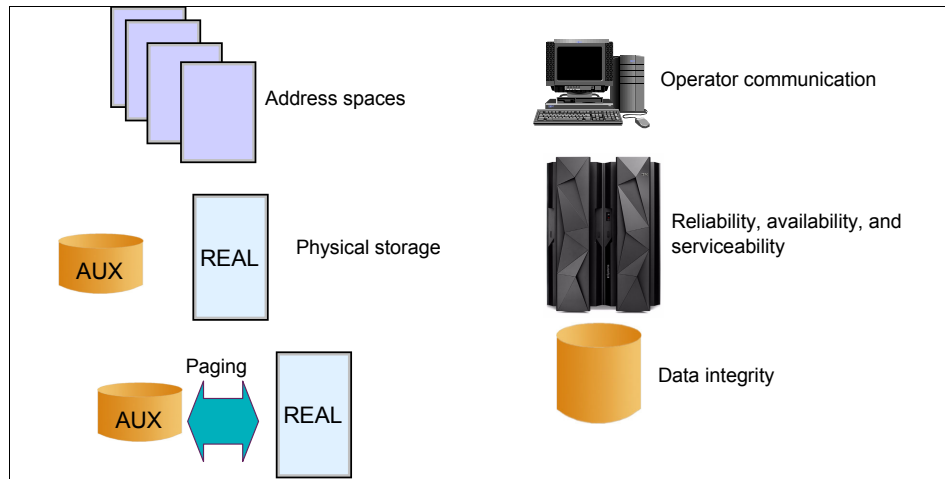 Address spaces
AUX
REAL
Physical storage
Paging
AUX
REAL
Operator communication
Reliability, availability, and
serviceability
Data integrity